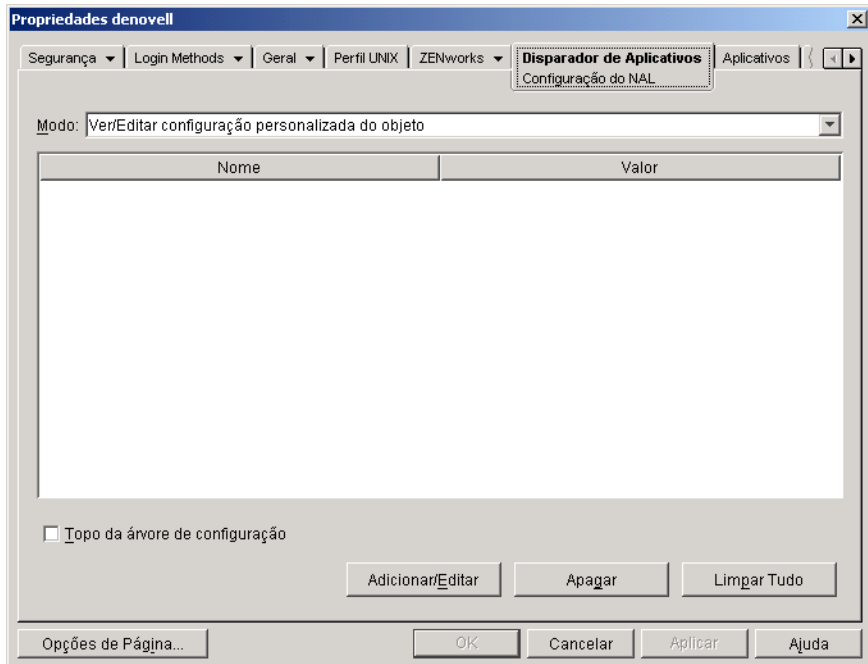 Propriedades denovell
Segurança Login Methods Geral Perfil UNIX ZENworks Disparador de Aplicativos Aplicativos
Configuração do NAL
Modo: Ver/Editar configuração personalizada do objeto
Nome Valor
Topo da árvore de configuração
Adicionar/Editar Apagar Limpar Tudo
Opções de Página... OK Cancelar Aplicar Ajuda